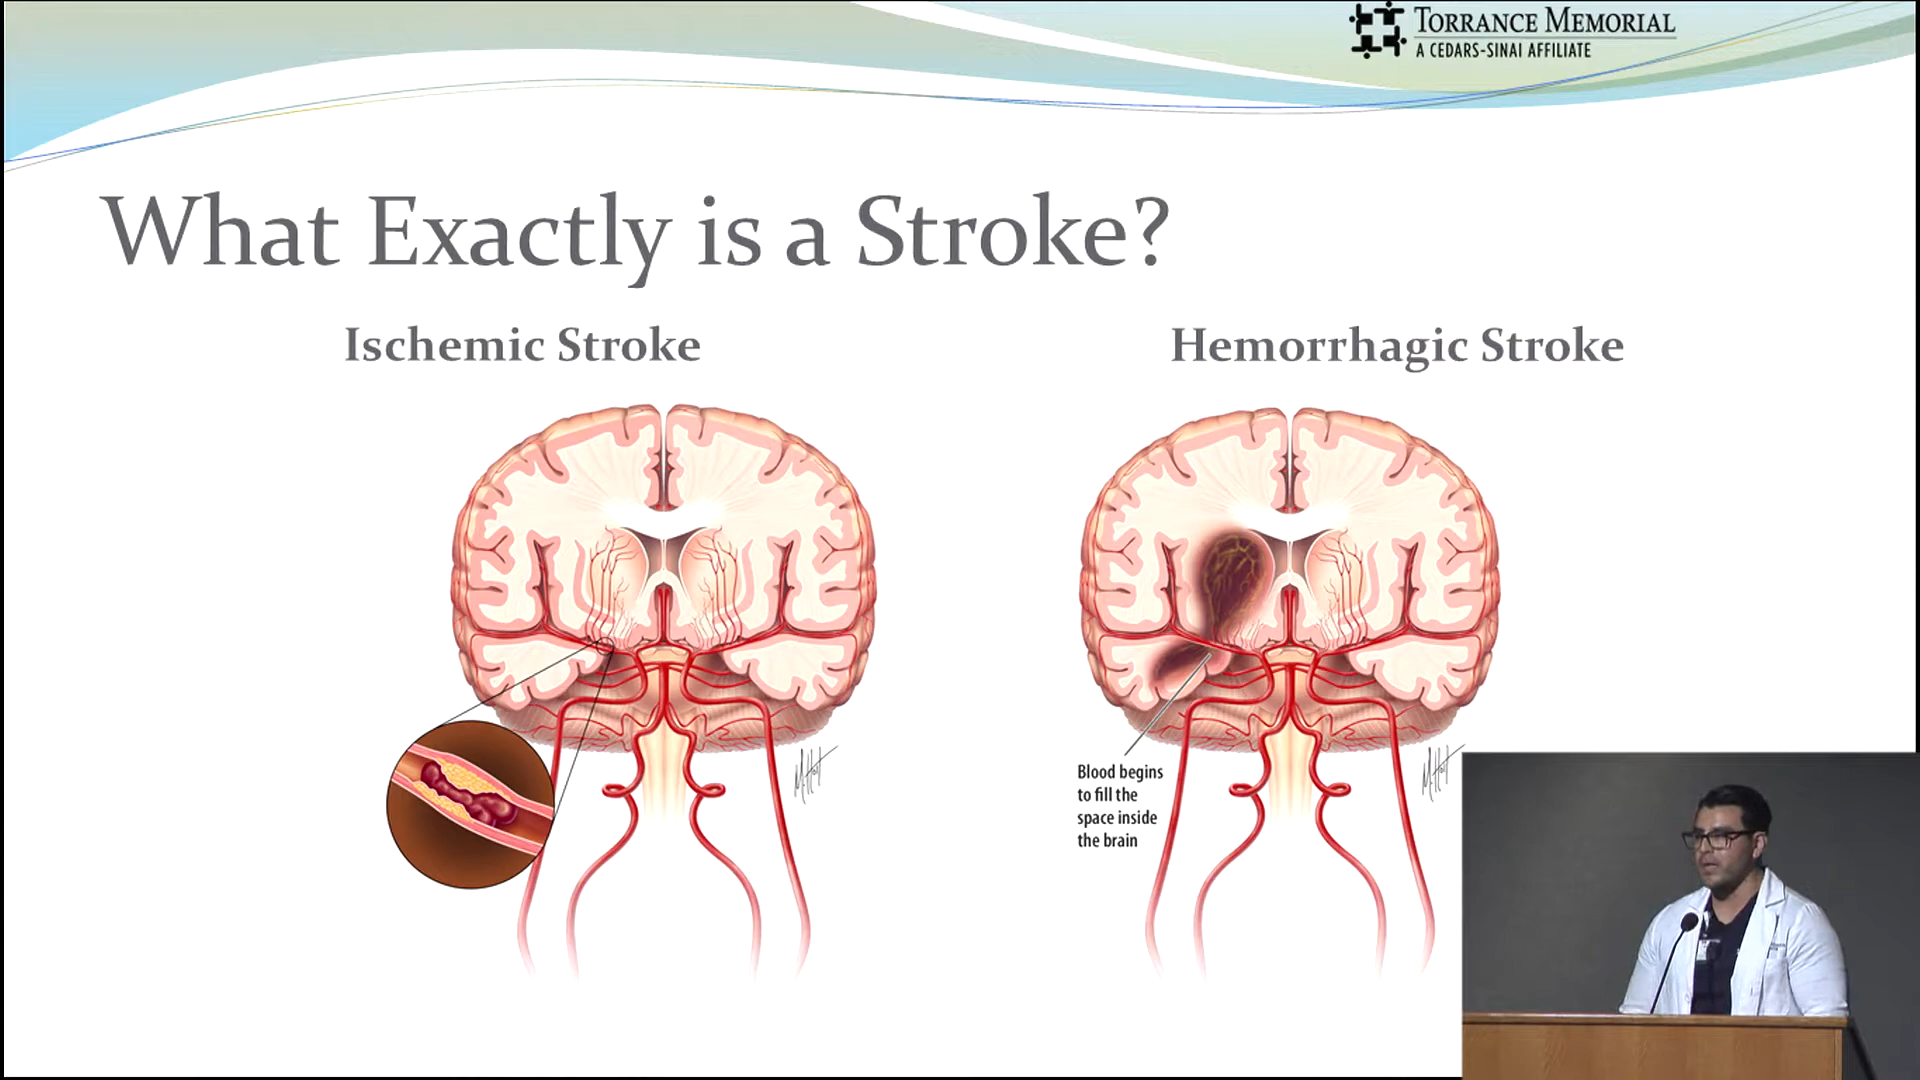 TORRANCE MEMORIAL
A CEDARS-SINAI AFFILIATE
What Exactly is a Stroke?
Ischemic Stroke
Hemorrhagic Stroke
Blood begins
to fill the
space inside
the brain